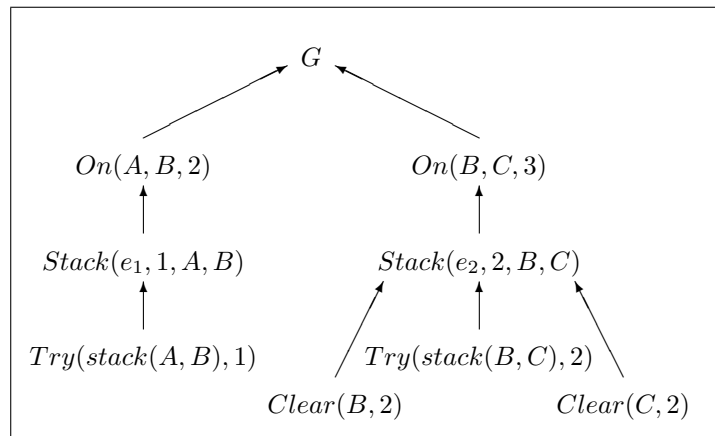 G
On(A, B, 2) On(B, C, 3)
Stack(e₁, 1, A, B) Stack(e₂, 2, B, C)
Try(stack(A, B), 1) Try(stack(B, C), 2)
Clear(B, 2) Clear(C, 2)